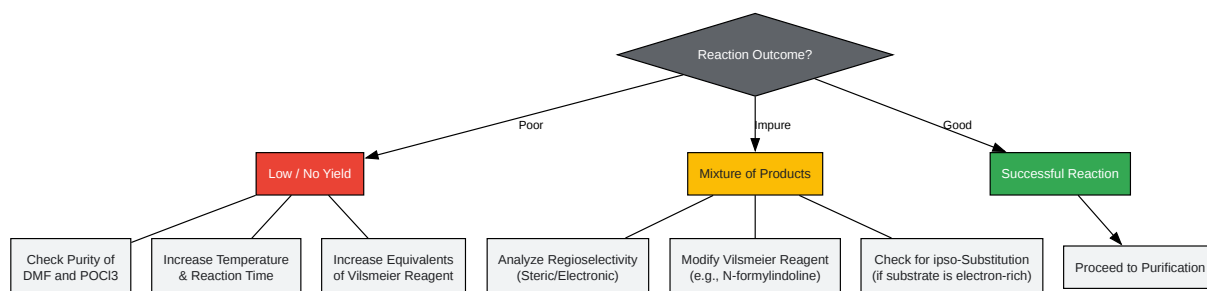 Reaction Outcome?
Poor
Impure
Good
Low / No Yield
Mixture of Products
Successful Reaction
Check Purity of
DMF and POCl3
Increase Temperature
& Reaction Time
Increase Equivalents
of Vilsmeier Reagent
Analyze Regioselectivity
(Steric/Electronic)
Modify Vilsmeier Reagent
(e.g., N-formylindoline)
Check for ipso-Substitution
(if substrate is electron-rich)
Proceed to Purification